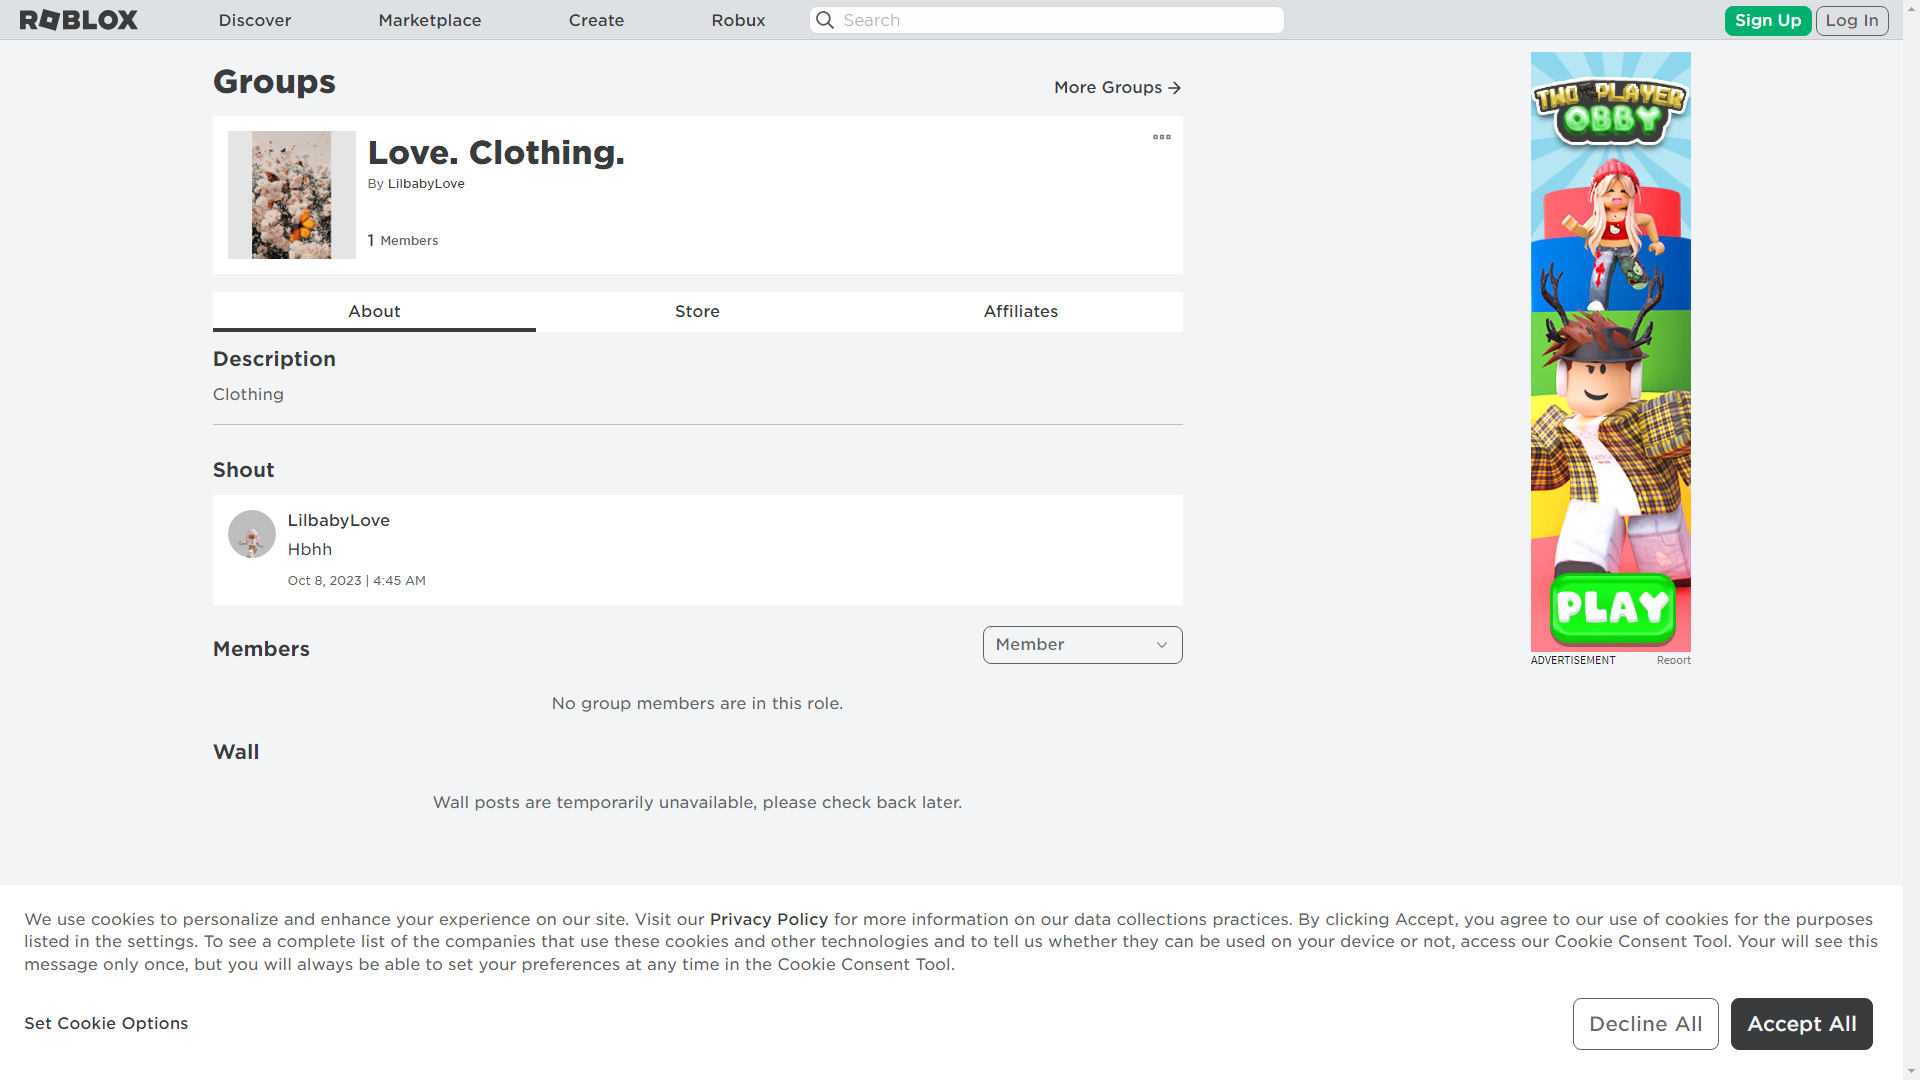 ROBLOX
Discover
Marketplace
Create
Robux
Search
Sign Up
Log In
Groups
More Groups →
Love. Clothing.
By LilbabyLove
1 Members
About
Store
Affiliates
Description
Clothing
Shout
LilbabyLove
Hbhh
Oct 8, 2023 | 4:45 AM
Members
Member
No group members are in this role.
Wall
Wall posts are temporarily unavailable, please check back later.
TWO PLAYER
OBBY
PLAY
ADVERTISEMENT
Report
We use cookies to personalize and enhance your experience on our site. Visit our Privacy Policy for more information on our data collections practices. By clicking Accept, you agree to our use of cookies for the purposes
listed in the settings. To see a complete list of the companies that use these cookies and other technologies and to tell us whether they can be used on your device or not, access our Cookie Consent Tool. Your will see this
message only once, but you will always be able to set your preferences at any time in the Cookie Consent Tool.
Set Cookie Options
Decline All
Accept All